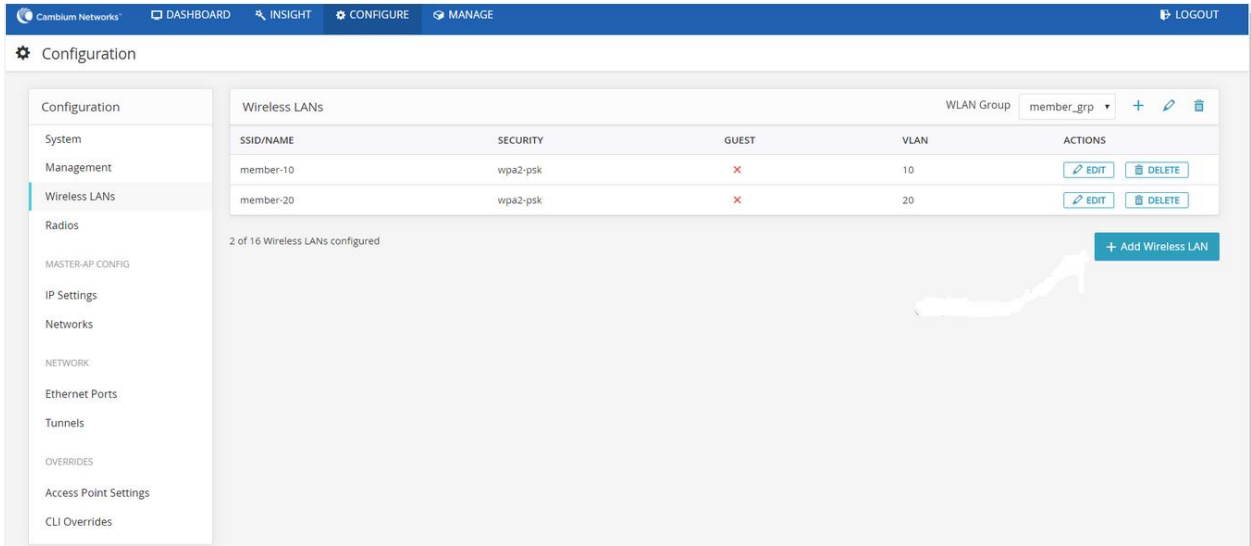 Cambium Networks™ DASHBOARD INSIGHT CONFIGURE MANAGE LOGOUT
Configuration
Configuration
System
Management
Wireless LANs
Radios
MASTER-AP CONFIG
IP Settings
Networks
NETWORK
Ethernet Ports
Tunnels
OVERRIDES
Access Point Settings
CLI Overrides
Wireless LANs WLAN Group member_grp
SSID/NAME SECURITY GUEST VLAN ACTIONS
member-10 wpa2-psk 10 EDIT DELETE
member-20 wpa2-psk 20 EDIT DELETE
2 of 16 Wireless LANs configured
+ Add Wireless LAN